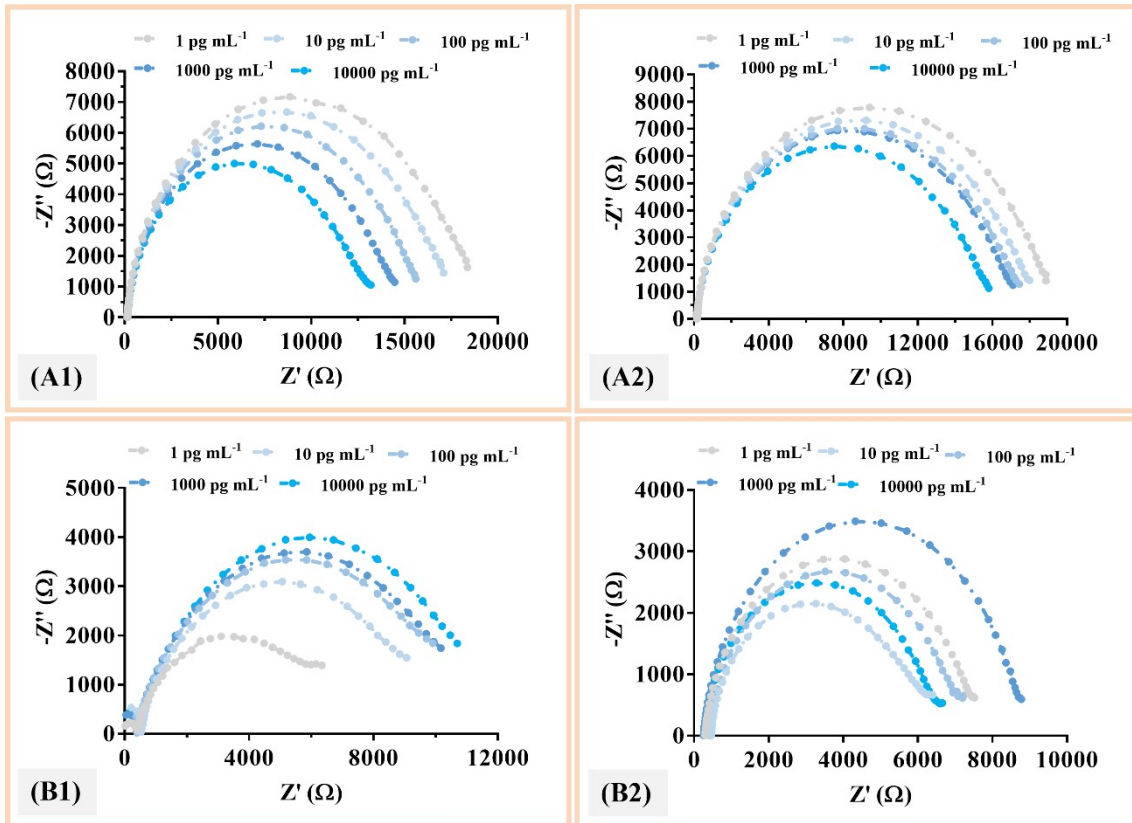 1 pg mL⁻¹ 10 pg mL⁻¹ 100 pg mL⁻¹
1000 pg mL⁻¹ 10000 pg mL⁻¹
8000
7000
6000
5000
4000
3000
2000
1000
0
-Z'' (Ω)
0 5000 10000 15000 20000
Z' (Ω)
(A1)
1 pg mL⁻¹ 10 pg mL⁻¹ 100 pg mL⁻¹
1000 pg mL⁻¹ 10000 pg mL⁻¹
9000
8000
7000
6000
5000
4000
3000
2000
1000
0
-Z'' (Ω)
0 4000 8000 12000 16000 20000
Z' (Ω)
(A2)
1 pg mL⁻¹ 10 pg mL⁻¹ 100 pg mL⁻¹
1000 pg mL⁻¹ 10000 pg mL⁻¹
5000
4000
3000
2000
1000
0
-Z'' (Ω)
0 4000 8000 12000
Z' (Ω)
(B1)
1 pg mL⁻¹ 10 pg mL⁻¹ 100 pg mL⁻¹
1000 pg mL⁻¹ 10000 pg mL⁻¹
4000
3000
2000
1000
0
-Z'' (Ω)
0 2000 4000 6000 8000 10000
Z' (Ω)
(B2)